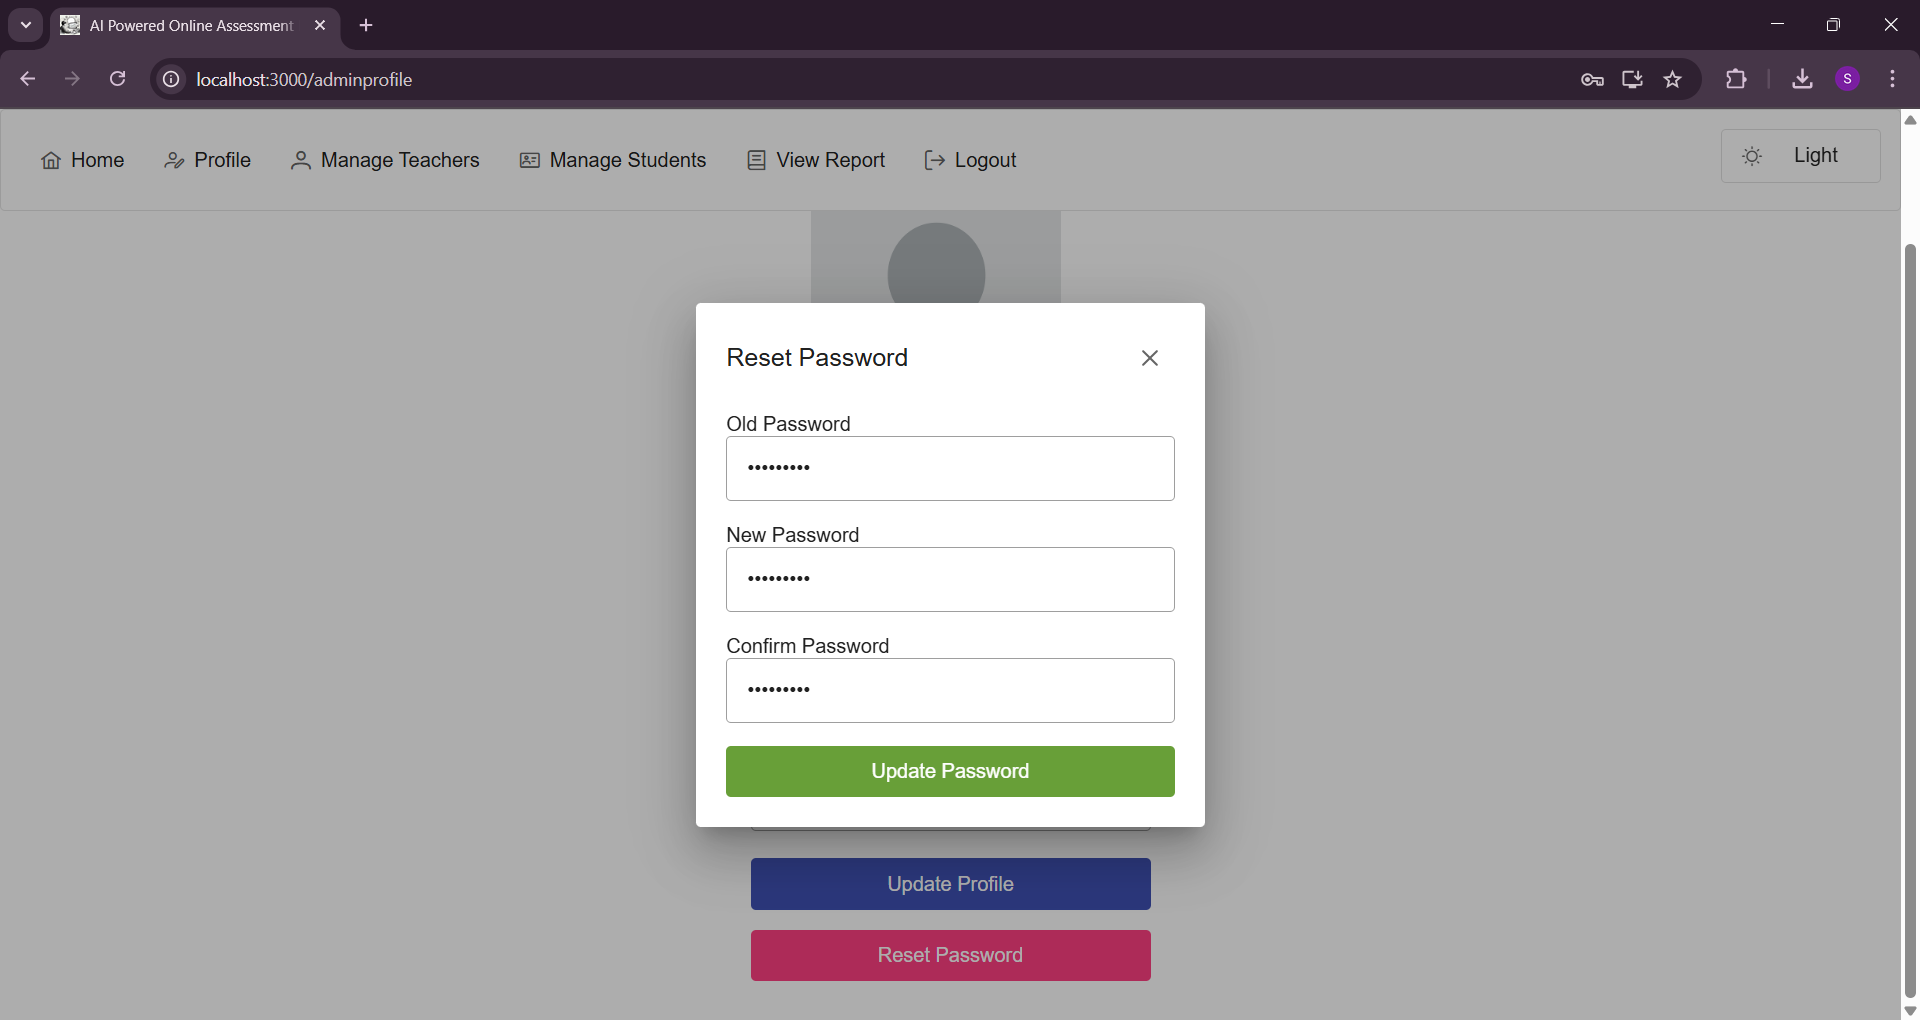 AI Powered Online Assessment
localhost:3000/adminprofile
S
Home
Profile
Manage Teachers
Manage Students
View Report
Logout
Light
Reset Password
Old Password
•••••••••
New Password
•••••••••
Confirm Password
•••••••••
Update Password
Update Profile
Reset Password